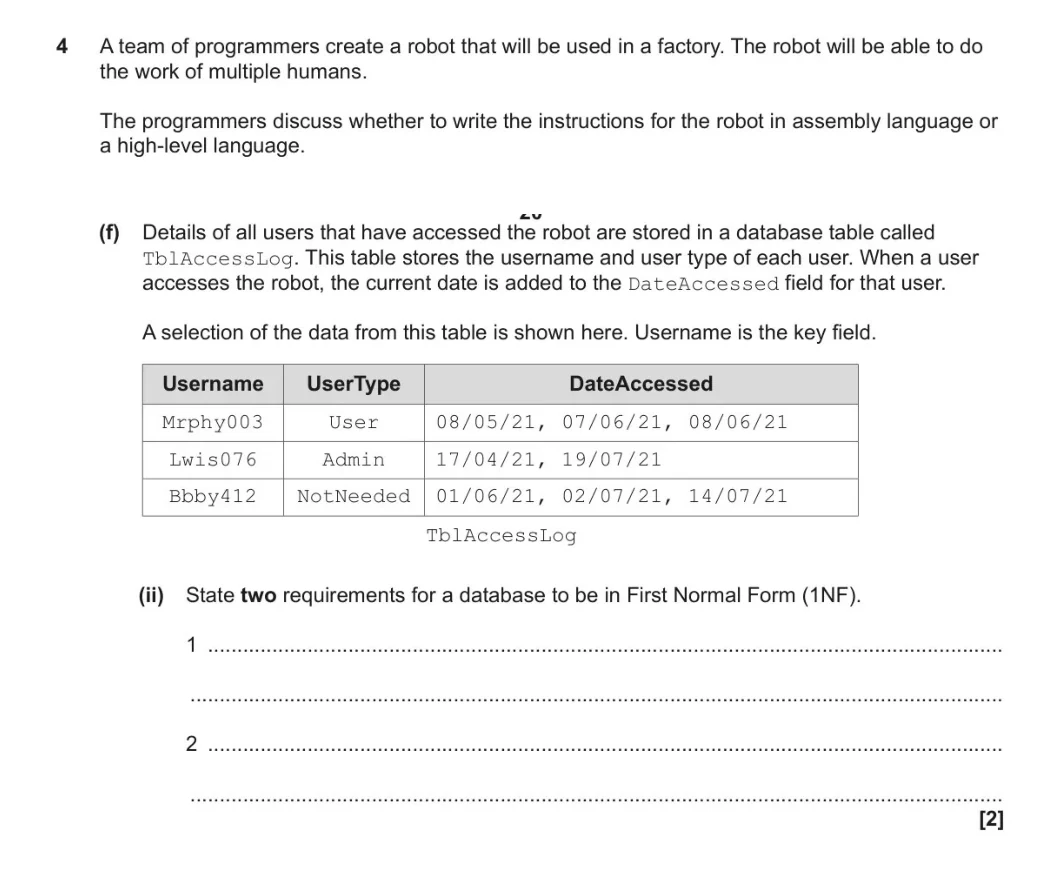 4 A team of programmers create a robot that will be used in a factory. The robot will be able to do
the work of multiple humans.
The programmers discuss whether to write the instructions for the robot in assembly language or
a high-level language.
(f) Details of all users that have accessed the robot are stored in a database table called
TblAccessLog. This table stores the username and user type of each user. When a user
accesses the robot, the current date is added to the DateAccessed field for that user.
A selection of the data from this table is shown here. Username is the key field.
Username UserType DateAccessed
Mrphy003 User 08/05/21, 07/06/21, 08/06/21
Lwis076 Admin 17/04/21, 19/07/21
Bbby412 NotNeeded 01/06/21, 02/07/21, 14/07/21
TblAccessLog
(ii) State two requirements for a database to be in First Normal Form (1NF).
1
2
[2]